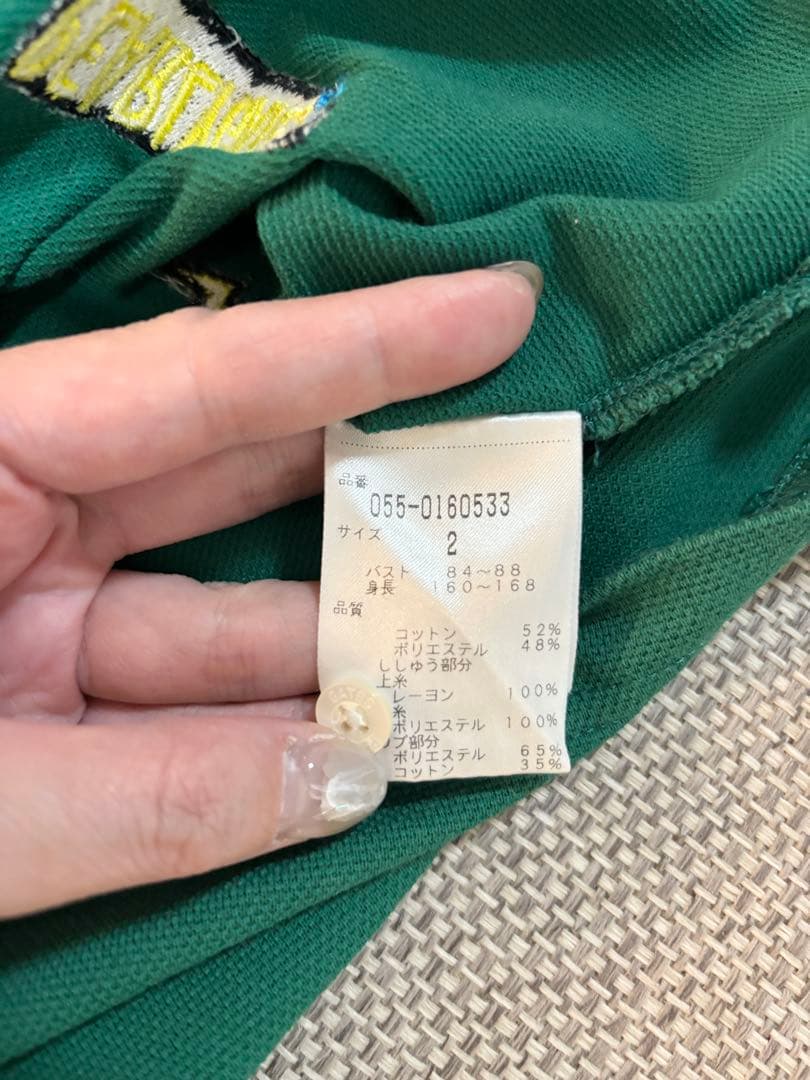 品番
055-0160533
サイズ
2
バスト 84～88
身長 160～168
品質
コットン 52%
ポリエステル 48%
ししゅう部分
上糸
レーヨン 100%
糸
ポリエステル 100%
ブ部分
ポリエステル 65%
コットン 35%